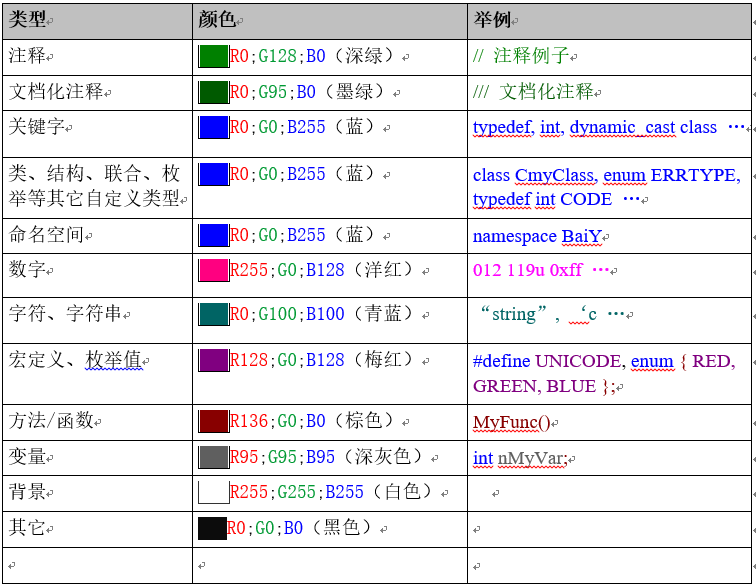 类型 颜色 举例
注释 R0;G128;B0（深绿） // 注释例子
文档化注释 R0;G95;B0（墨绿） /// 文档化注释
关键字 R0;G0;B255（蓝） typedef, int, dynamic_cast class …
类、结构、联合、枚
举等其它自定义类型 R0;G0;B255（蓝） class CmyClass, enum ERRTYPE,
typedef int CODE …
命名空间 R0;G0;B255（蓝） namespace BaiY
数字 R255;G0;B128（洋红） 012 119u 0xff …
字符、字符串 R0;G100;B100（青蓝） “string”, ‘c …
宏定义、枚举值 R128;G0;B128（梅红） #define UNICODE, enum { RED,
GREEN, BLUE };
方法/函数 R136;G0;B0（棕色） MyFunc()
变量 R95;G95;B95（深灰色） int nMyVar;
背景 R255;G255;B255（白色）
其它 R0;G0;B0（黑色）